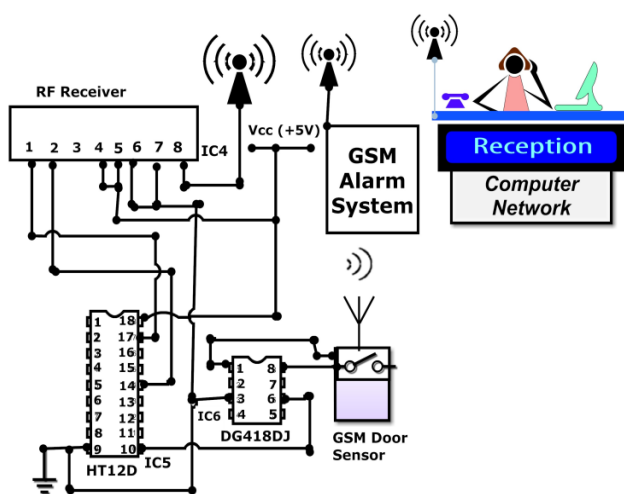 RF Receiver
1 2 3 4 5 6 7 8
IC4
Vcc (+5V)
GSM
Alarm
System
Reception
Computer
Network
1 18
2 17
3 16
4 15
5 14
6 13
7 12
8 11
9 10
HT12D
IC5
1 8
2 7
3 6
4 5
IC6
DG418DJ
GSM Door
Sensor